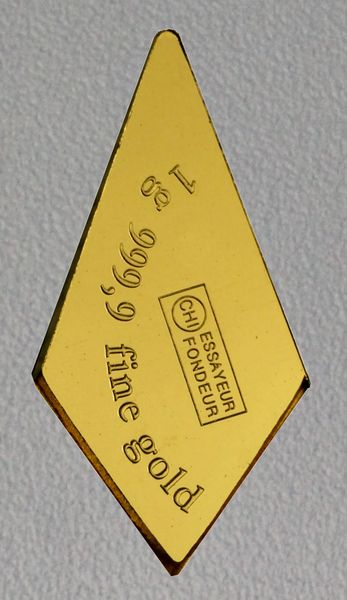 1 g 999,9 fine gold
CHI ESSAYEUR
FONDEUR